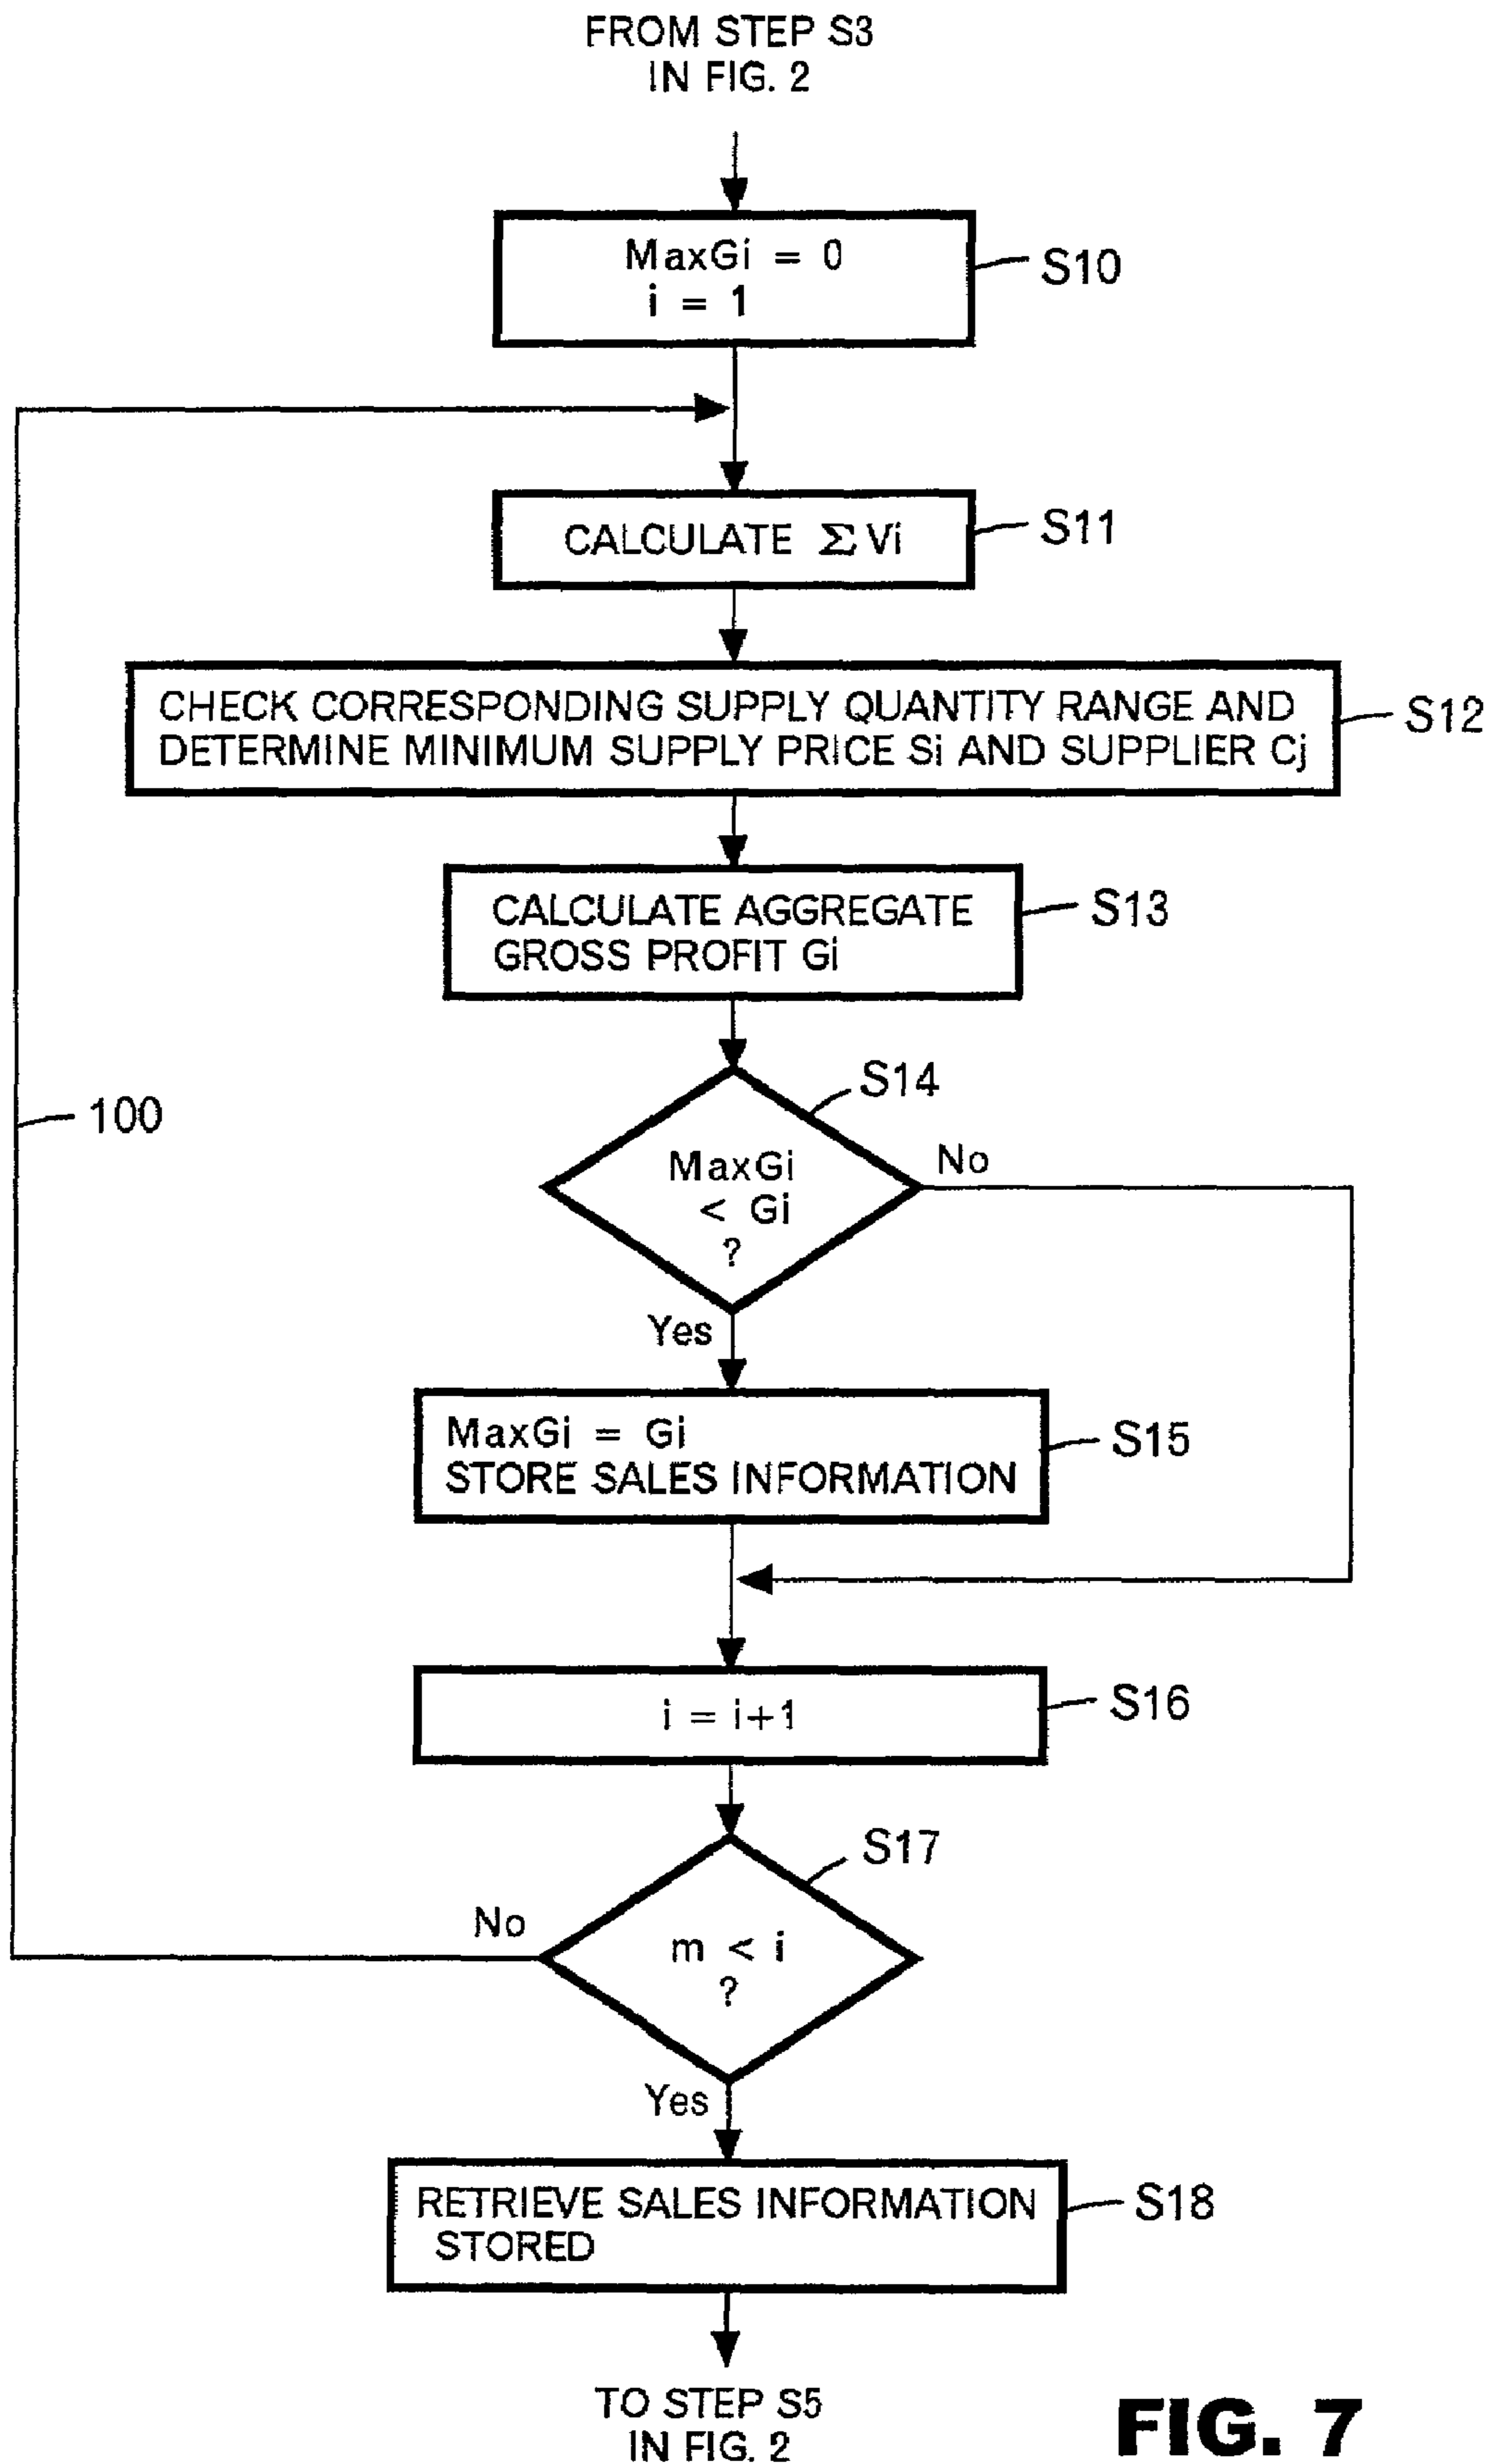 FROM STEP S3
IN FIG. 2
MaxGi = 0
i = 1
S10
CALCULATE ΣVi
S11
CHECK CORRESPONDING SUPPLY QUANTITY RANGE AND
DETERMINE MINIMUM SUPPLY PRICE Si AND SUPPLIER Cj
S12
CALCULATE AGGREGATE
GROSS PROFIT Gi
S13
100
S14
MaxGi
< Gi
?
No
Yes
MaxGi = Gi
STORE SALES INFORMATION
S15
i = i+1
S16
S17
m < i
?
No
Yes
RETRIEVE SALES INFORMATION
STORED
S18
TO STEP S5
IN FIG. 2
FIG. 7